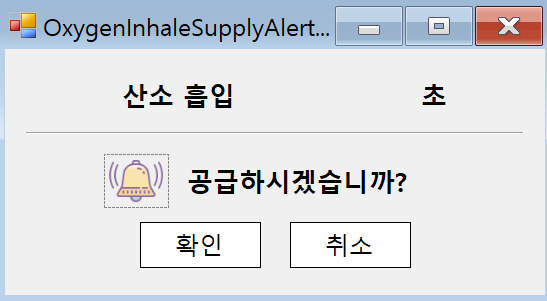 OxygenInhaleSupplyAlert...
산소 흡입 초
공급하시겠습니까?
확인 취소